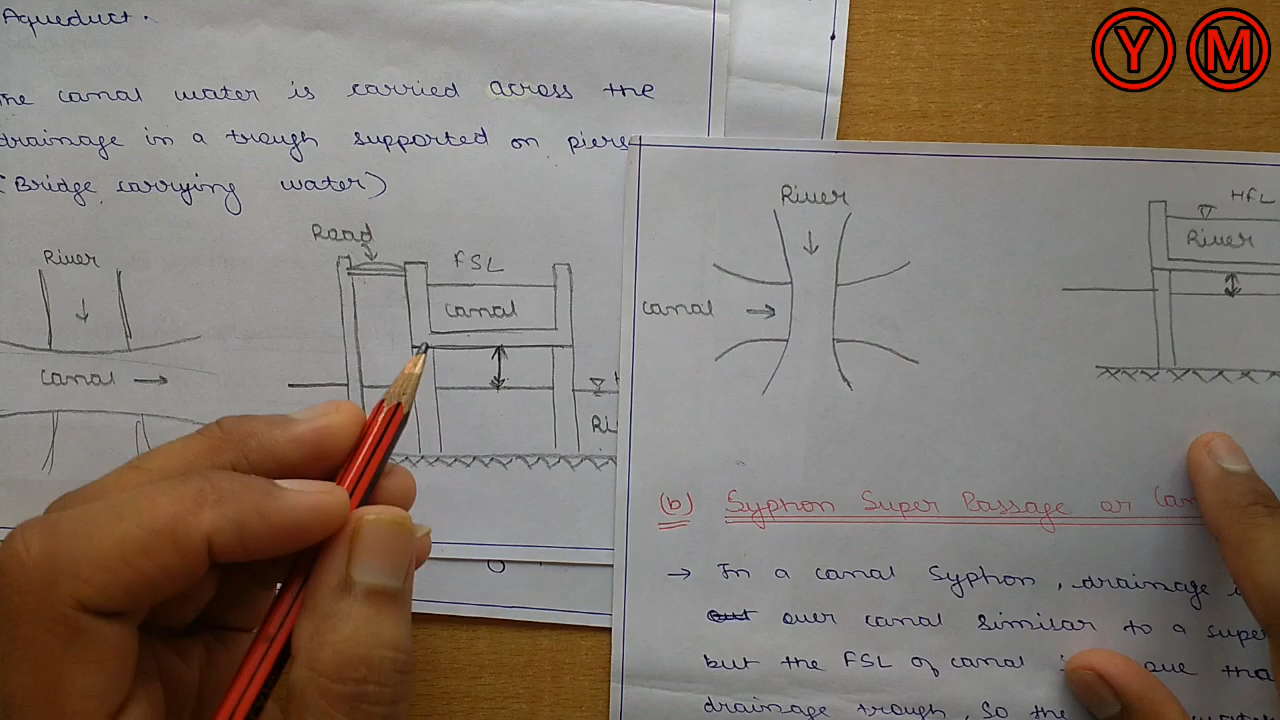 Aqueduct.
The canal water is carried across the
drainage in a trough supported on piers
(Bridge carrying water)
River
Canal
Road
FSL
Canal
River
Canal
HFL
River
(b) Syphon Super Passage or
→ In a canal Syphon, drainage
over canal similar to a super
but the FSL of canal
drainage trough, so the
Y M